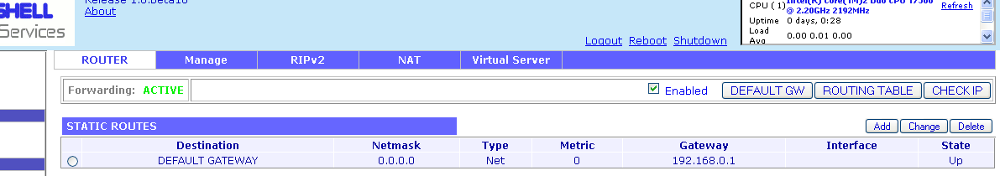 Release 1.0.beta16
About
SHELL
Services
CPU (1) Intel(R) Core(TM)2 Duo CPU T7500
@ 2.20GHz 2192MHz
Refresh
Uptime 0 days, 0:28
Load
Avg 0.00 0.01 0.00
Logout Reboot Shutdown
ROUTER Manage RIPv2 NAT Virtual Server
Forwarding: ACTIVE Enabled DEFAULT GW ROUTING TABLE CHECK IP
STATIC ROUTES Add Change Delete
Destination Netmask Type Metric Gateway Interface State
DEFAULT GATEWAY 0.0.0.0 Net 0 192.168.0.1 Up